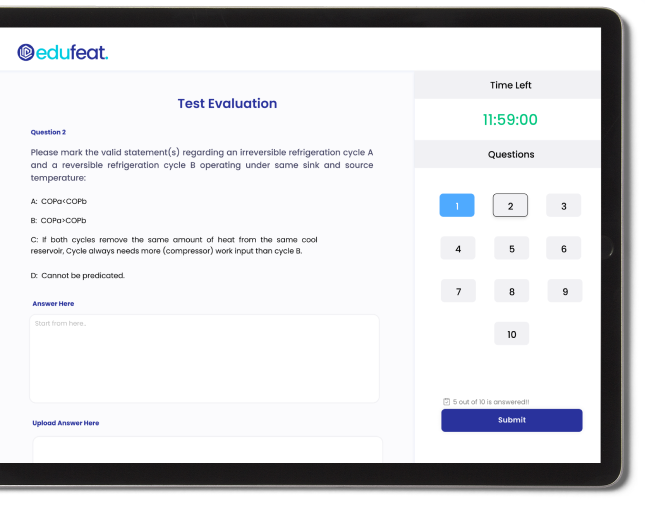 edufeat.
Time Left
Test Evaluation
11:59:00
Question 2
Questions
Please mark the valid statement(s) regarding an irreversible refrigeration cycle A
and a reversible refrigeration cycle B operating under same sink and source
temperature:
A: COPa<COPb
B: COPa>COPb
C: If both cycles remove the same amount of heat from the same cool
reservoir, Cycle always needs more (compressor) work input than cycle B.
D: Cannot be predicated.
Answer Here
Start from here..
Upload Answer Here
1 2 3
4 5 6
7 8 9
10
5 out of 10 is answered!!
Submit